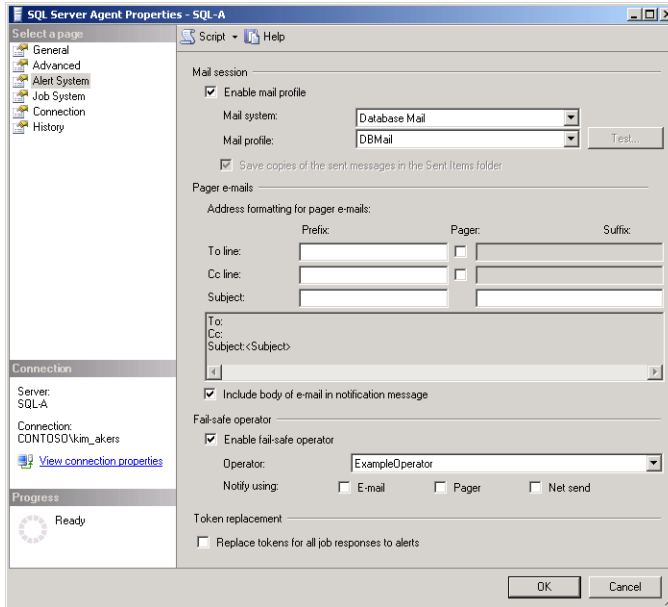 SQL Server Agent Properties - SQL-A
Select a page
General
Advanced
Alert System
Job System
Connection
History
Script Help
Mail session
Enable mail profile
Mail system: Database Mail
Mail profile: DBMail Test...
Save copies of the sent messages in the Sent Items folder
Pager e-mails
Address formatting for pager e-mails:
Prefix: Pager: Suffix:
To line:
Cc line:
Subject:
To:
Cc:
Subject:<Subject>
Include body of e-mail in notification message
Fail-safe operator
Enable fail-safe operator
Operator: ExampleOperator
Notify using: E-mail Pager Net send
Token replacement
Replace tokens for all job responses to alerts
Connection
Server:
SQL-A
Connection:
CONTOSO\kim_akers
View connection properties
Progress
Ready
OK Cancel